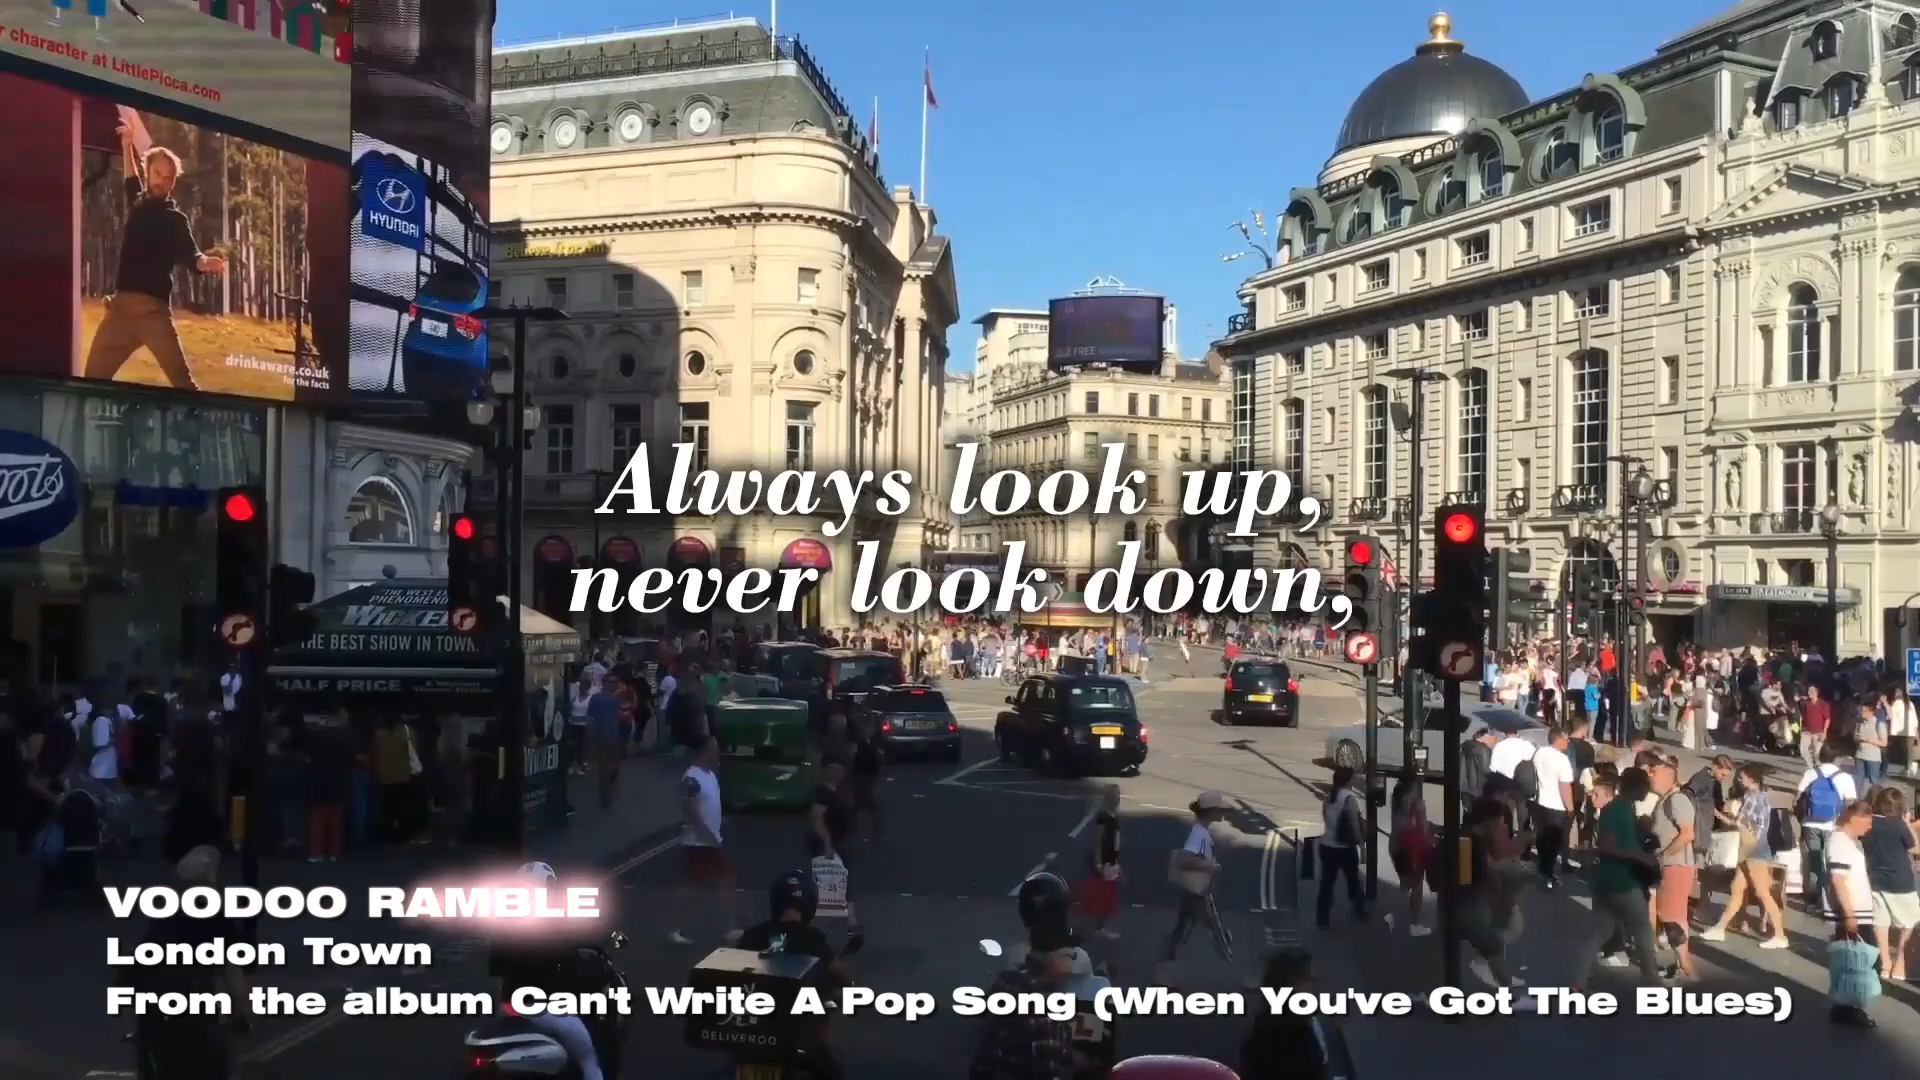 r character at LittlePicca.com
HYUNDAI
drinkaware.co.uk
for the facts
FREE
Always look up,
never look down,
THE WEST END
PHENOMENON
WICKED
THE BEST SHOW IN TOWN.
HALF PRICE
RESTAURANT
VOODOO RAMBLE
London Town
From the album Can't Write A Pop Song (When You've Got The Blues)
DELIVEROO
L